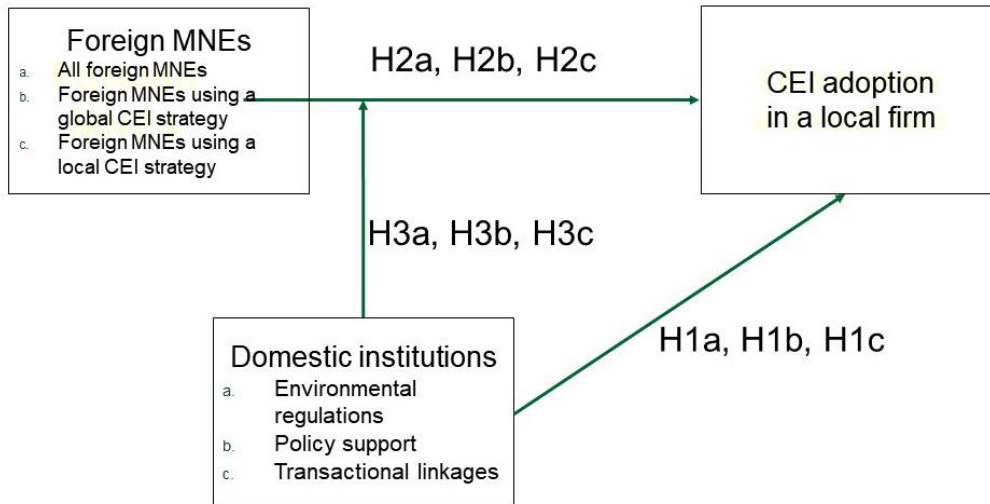 Foreign MNEs
a. All foreign MNEs
b. Foreign MNEs using a
global CEI strategy
c. Foreign MNEs using a
local CEI strategy
H2a, H2b, H2c
CEI adoption
in a local firm
H3a, H3b, H3c
H1a, H1b, H1c
Domestic institutions
a. Environmental
regulations
b. Policy support
c. Transactional linkages